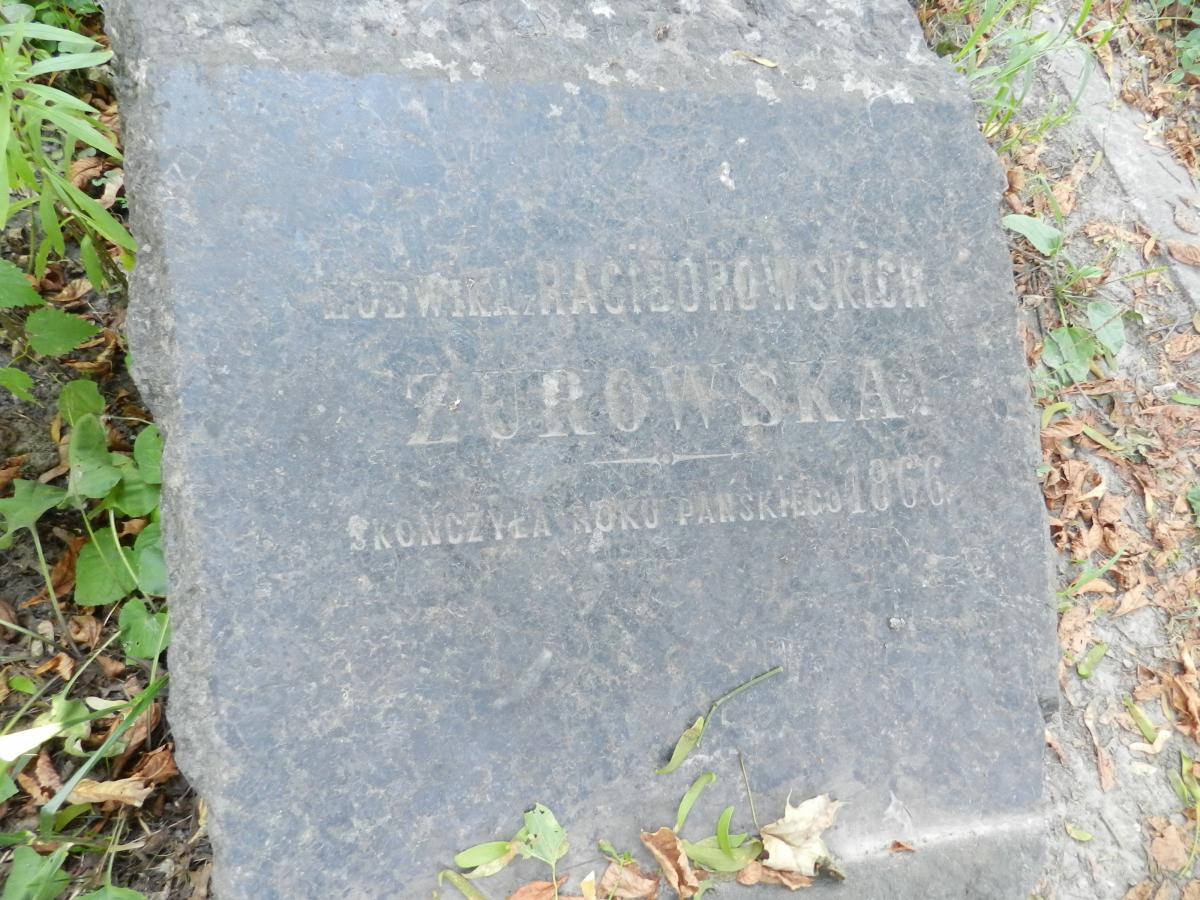 LUDWIKA z RACIBOROWSKICH
ŻUROWSKA.
SKOŃCZYŁA ROKU PAŃSKIEGO 1866